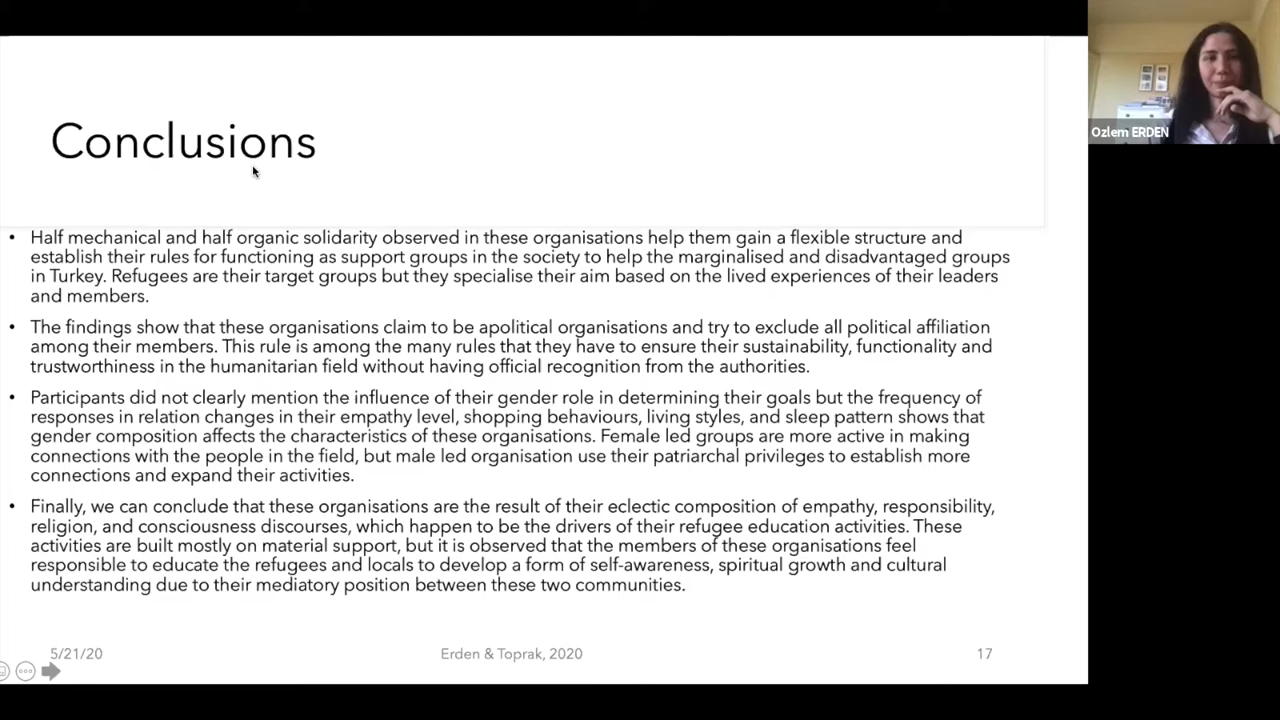 Conclusions
Ozlem ERDEN
• Half mechanical and half organic solidarity observed in these organisations help them gain a flexible structure and
establish their rules for functioning as support groups in the society to help the marginalised and disadvantaged groups
in Turkey. Refugees are their target groups but they specialise their aim based on the lived experiences of their leaders
and members.
• The findings show that these organisations claim to be apolitical organisations and try to exclude all political affiliation
among their members. This rule is among the many rules that they have to ensure their sustainability, functionality and
trustworthiness in the humanitarian field without having official recognition from the authorities.
• Participants did not clearly mention the influence of their gender role in determining their goals but the frequency of
responses in relation changes in their empathy level, shopping behaviours, living styles, and sleep pattern shows that
gender composition affects the characteristics of these organisations. Female led groups are more active in making
connections with the people in the field, but male led organisation use their patriarchal privileges to establish more
connections and expand their activities.
• Finally, we can conclude that these organisations are the result of their eclectic composition of empathy, responsibility,
religion, and consciousness discourses, which happen to be the drivers of their refugee education activities. These
activities are built mostly on material support, but it is observed that the members of these organisations feel
responsible to educate the refugees and locals to develop a form of self-awareness, spiritual growth and cultural
understanding due to their mediatory position between these two communities.
5/21/20
Erden & Toprak, 2020
17